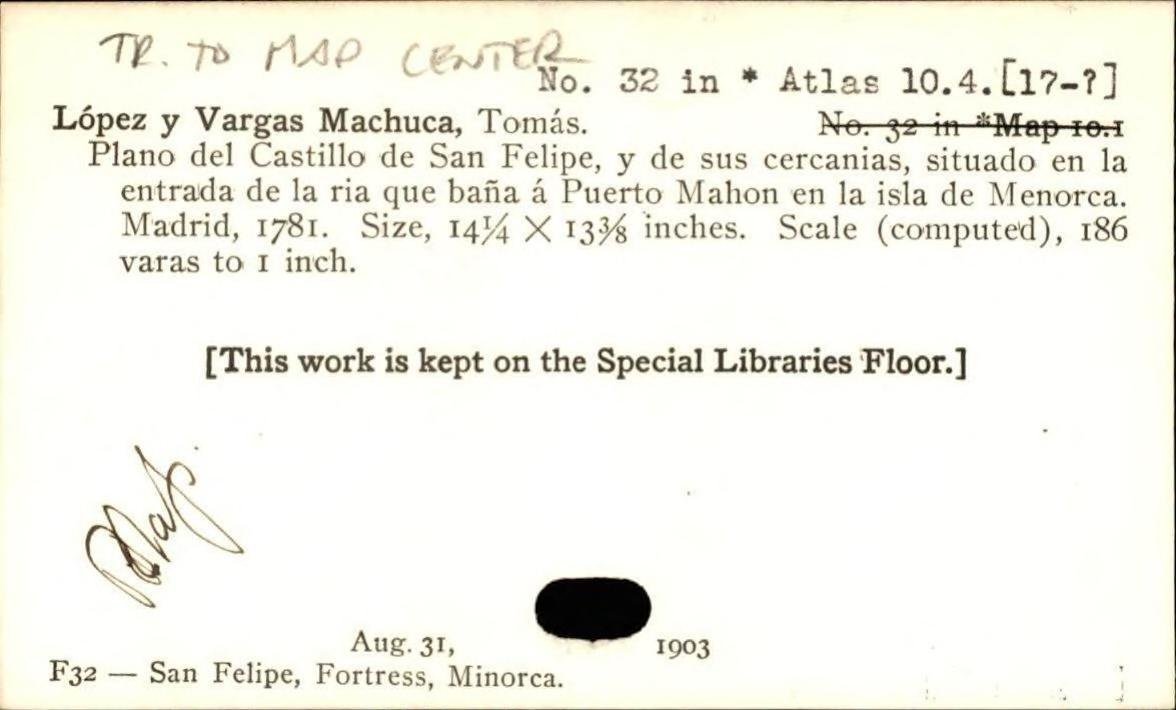 TR. TO MAP CENTER
No. 32 in * Atlas 10.4.[17-?]
López y Vargas Machuca, Tomás. No. 32 in *Map 10.1
Plano del Castillo de San Felipe, y de sus cercanias, situado en la
entrada de la ria que baña á Puerto Mahon en la isla de Menorca.
Madrid, 1781. Size, 14¼ X 13⅜ inches. Scale (computed), 186
varas to 1 inch.
[This work is kept on the Special Libraries Floor.]
Aug. 31, 1903
F32 — San Felipe, Fortress, Minorca.